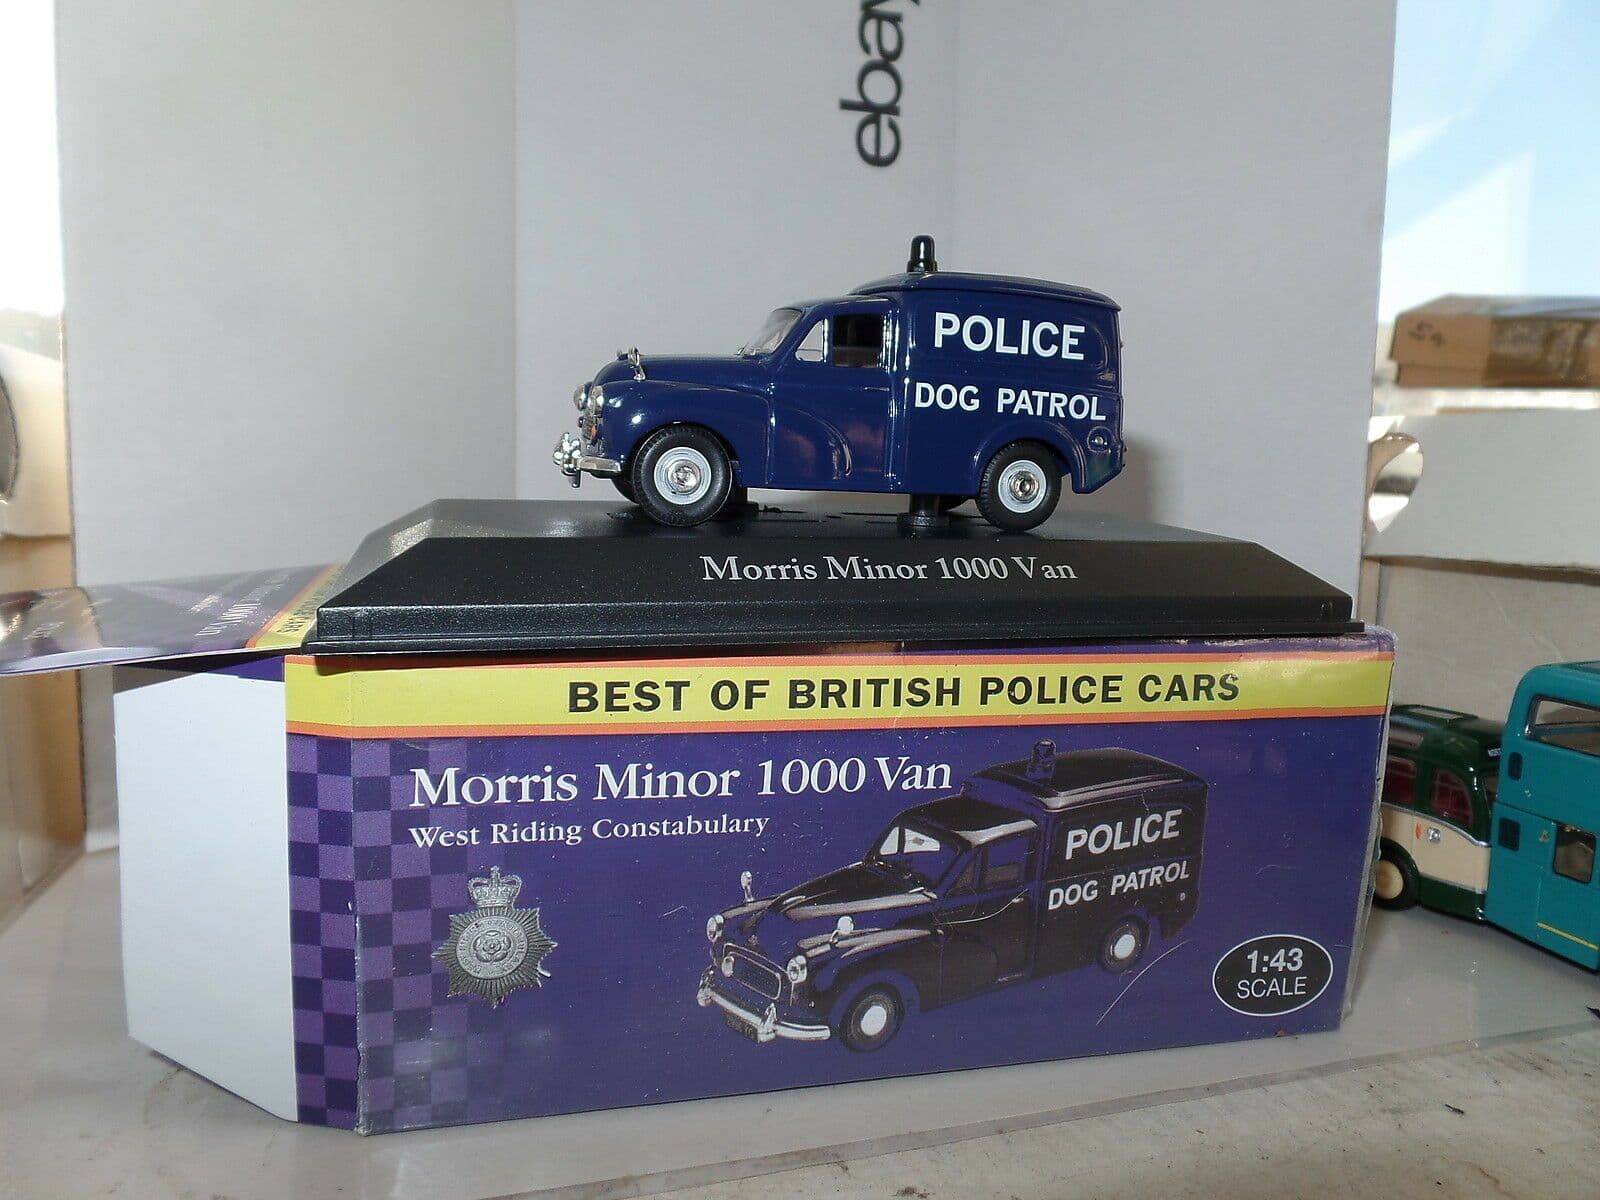 ebay
POLICE
DOG PATROL
Morris Minor 1000 Van
BEST OF BRITISH POLICE CARS
Morris Minor 1000 Van
West Riding Constabulary
POLICE
DOG PATROL
1:43
SCALE